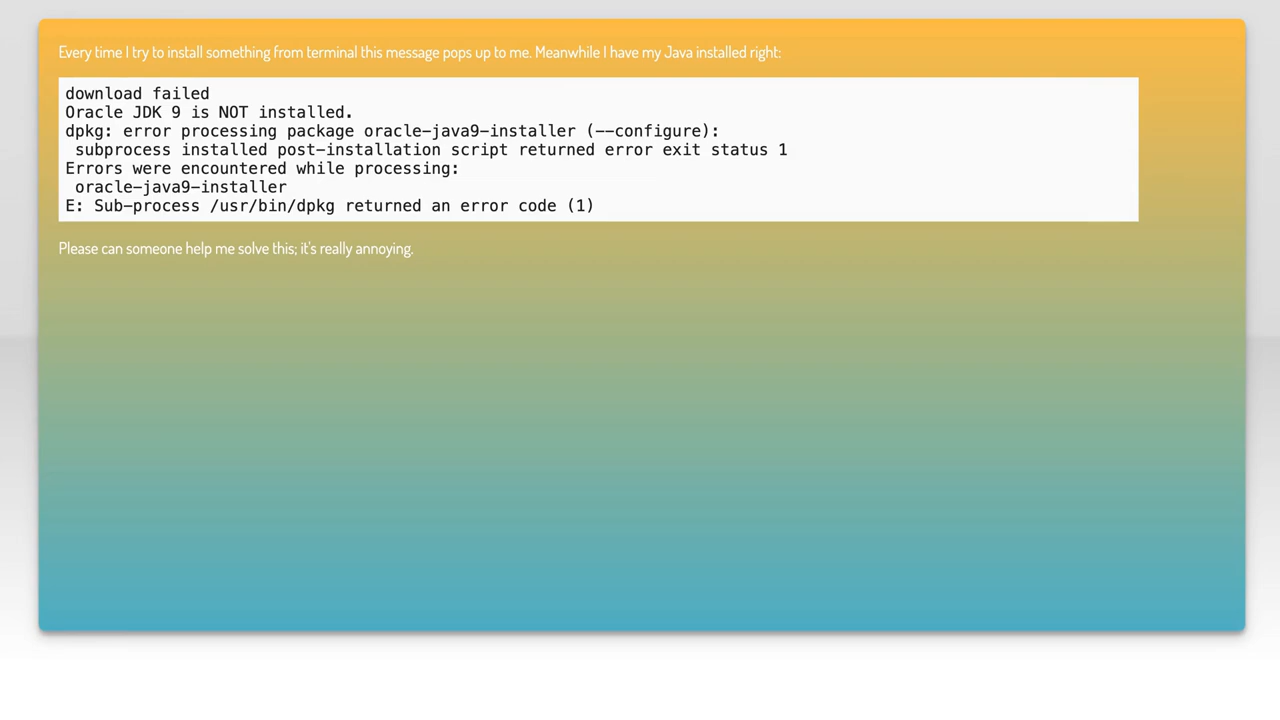 Every time I try to install something from terminal this message pops up to me. Meanwhile I have my Java installed right:
download failed
Oracle JDK 9 is NOT installed.
dpkg: error processing package oracle-java9-installer (--configure):
 subprocess installed post-installation script returned error exit status 1
Errors were encountered while processing:
 oracle-java9-installer
E: Sub-process /usr/bin/dpkg returned an error code (1)
Please can someone help me solve this; it's really annoying.